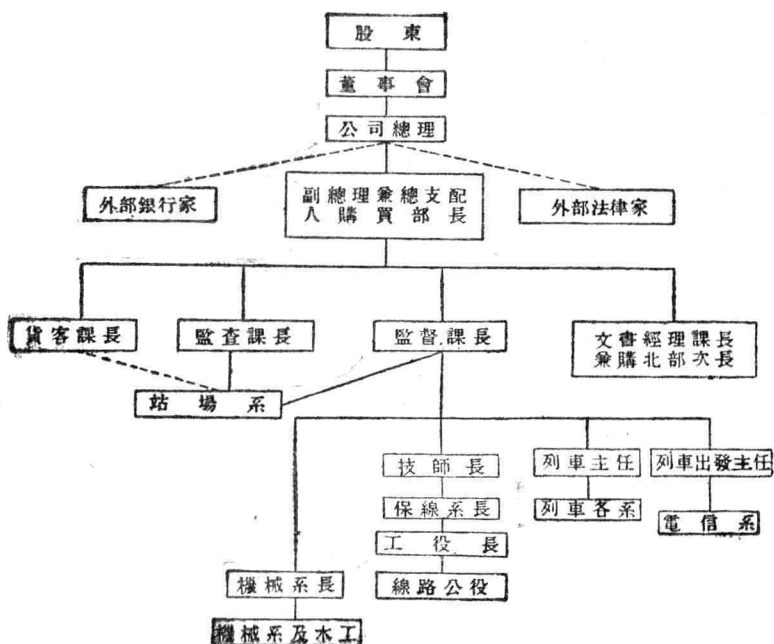 股東
董事會
公司總理
外部銀行家
副總理兼總支配
人購買部長
外部法律家
貨客課長
監查課長
監督課長
文書經理課長
兼購北部次長
站場系
技師長
列車主任
列車出發主任
保線系長
列車各系
電信系
工役長
機械系長
線路公役
機械系及木工